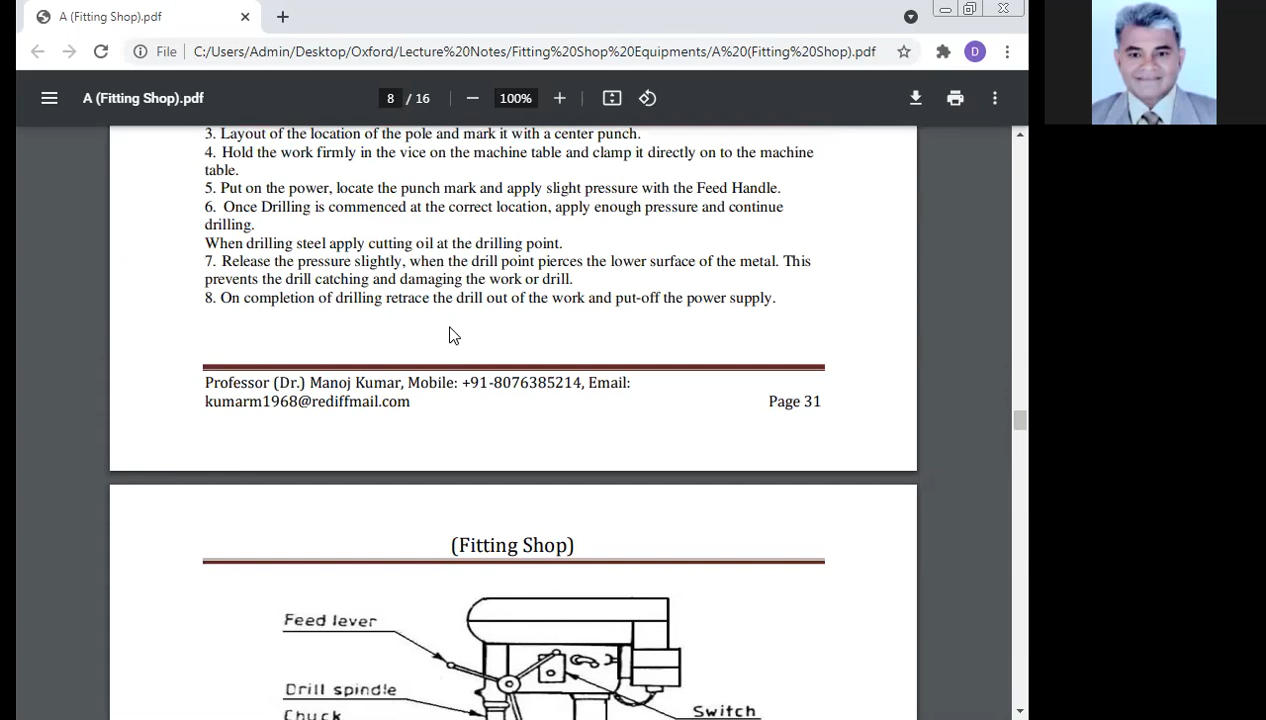 A (Fitting Shop).pdf
File
C:/Users/Admin/Desktop/Oxford/Lecture%20Notes/Fitting%20Shop%20Equipments/A%20(Fitting%20Shop).pdf
D
A (Fitting Shop).pdf
8 / 16
100%
3. Layout of the location of the pole and mark it with a center punch.
4. Hold the work firmly in the vice on the machine table and clamp it directly on to the machine
table.
5. Put on the power, locate the punch mark and apply slight pressure with the Feed Handle.
6. Once Drilling is commenced at the correct location, apply enough pressure and continue
drilling.
When drilling steel apply cutting oil at the drilling point.
7. Release the pressure slightly, when the drill point pierces the lower surface of the metal. This
prevents the drill catching and damaging the work or drill.
8. On completion of drilling retrace the drill out of the work and put-off the power supply.
Professor (Dr.) Manoj Kumar, Mobile: +91-8076385214, Email:
kumarm1968@rediffmail.com
Page 31
(Fitting Shop)
Feed lever
Drill spindle
Chuck
Switch